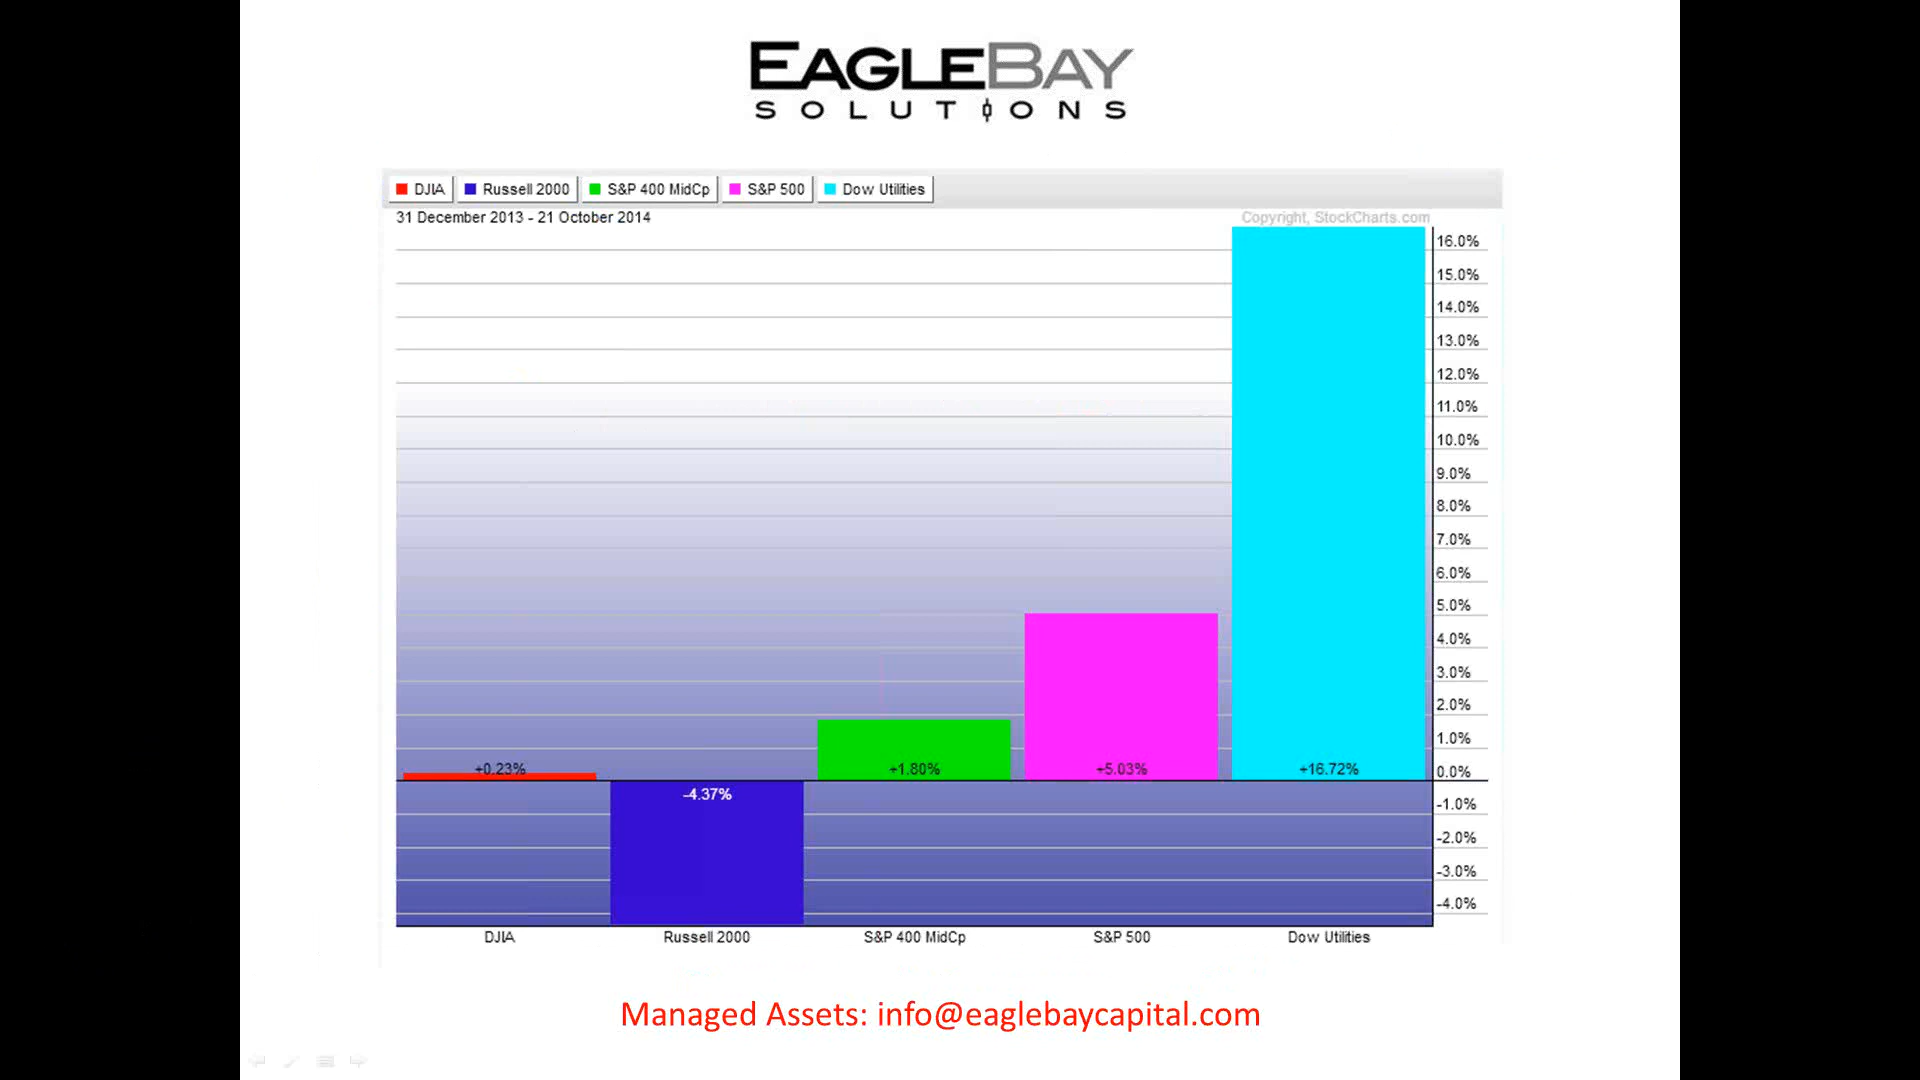 EAGLEBAY
SOLUTIONS
DJIA Russell 2000 S&P 400 MidCp S&P 500 Dow Utilities
31 December 2013 - 21 October 2014
Copyright, StockCharts.com
16.0%
15.0%
14.0%
13.0%
12.0%
11.0%
10.0%
9.0%
8.0%
7.0%
6.0%
5.0%
4.0%
3.0%
2.0%
1.0%
+0.23% +1.80% +5.03% +16.72% 0.0%
-4.37%
-1.0%
-2.0%
-3.0%
-4.0%
DJIA Russell 2000 S&P 400 MidCp S&P 500 Dow Utilities
Managed Assets: info@eaglebaycapital.com